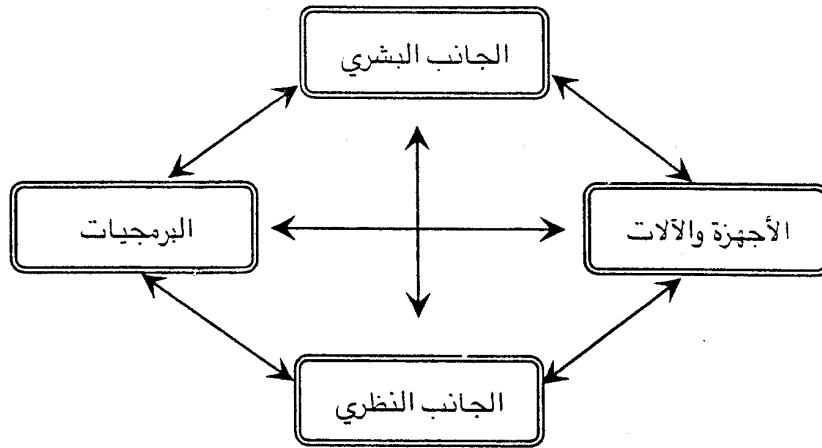 الجانب البشري
الأجهزة والآلات
البرمجيات
الجانب النظري